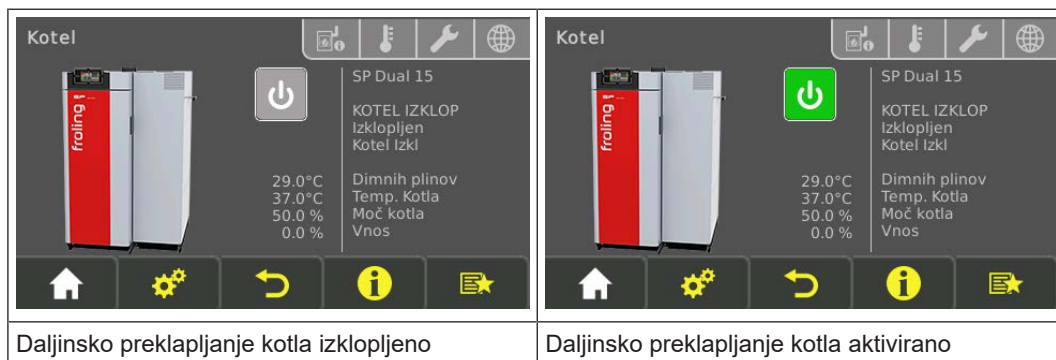 Kotel
froling
SP Dual 15
KOTEL IZKLOP
Izklopljen
Kotel Izkl
29.0°C Dimnih plinov
37.0°C Temp. Kotla
50.0 % Moč kotla
0.0 % Vnos
Daljinsko preklapljanje kotla izklopljeno
Kotel
froling
SP Dual 15
KOTEL IZKLOP
Izklopljen
Kotel Izkl
29.0°C Dimnih plinov
37.0°C Temp. Kotla
50.0 % Moč kotla
0.0 % Vnos
Daljinsko preklapljanje kotla aktivirano